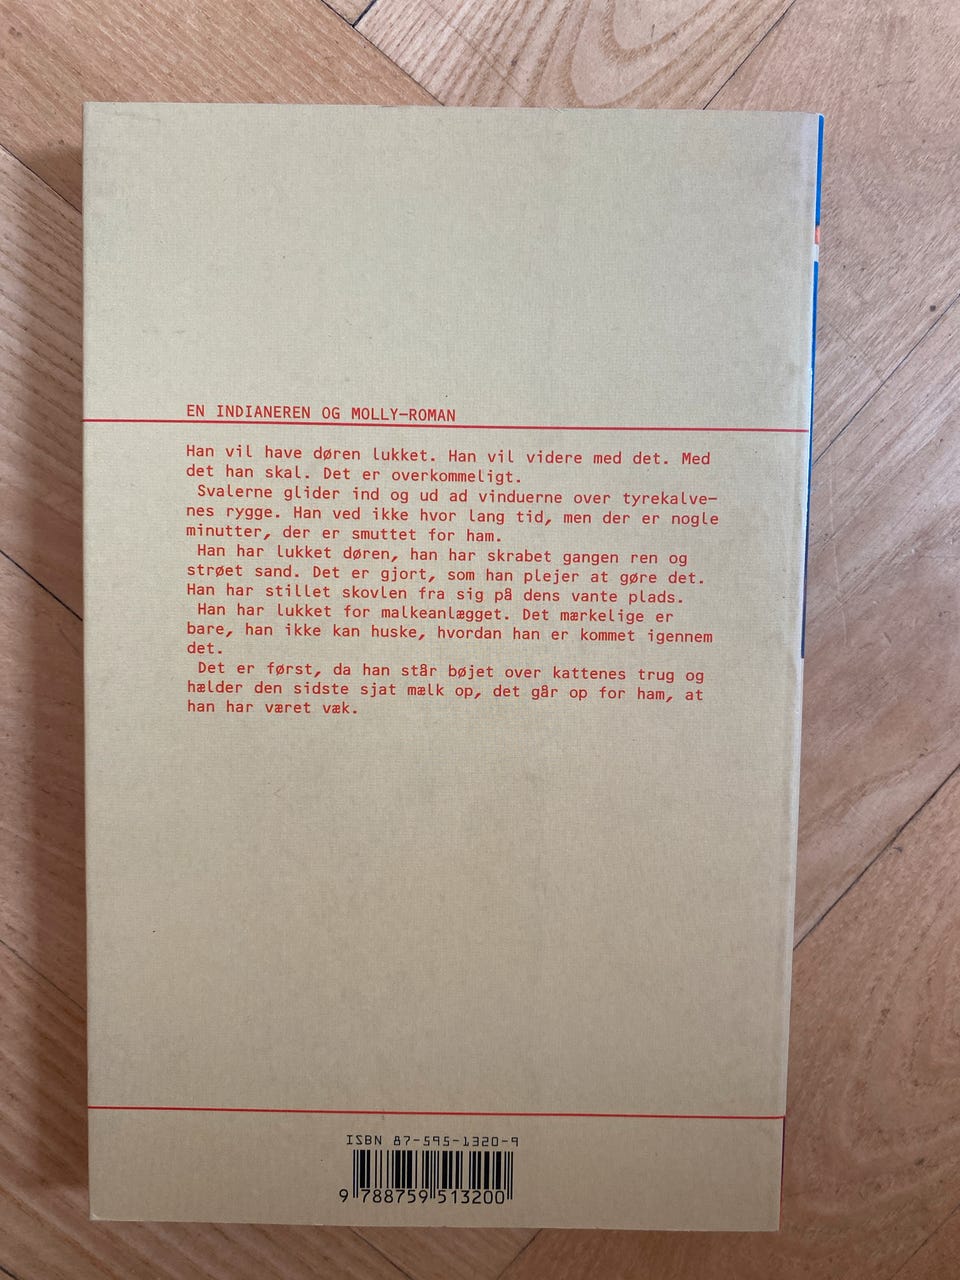 EN INDIANEREN OG MOLLY-ROMAN
Han vil have døren lukket. Han vil videre med det. Med
det han skal. Det er overkommeligt.
Svalerne glider ind og ud ad vinduerne over tyrekalve-
nes rygge. Han ved ikke hvor lang tid, men der er nogle
minutter, der er smuttet for ham.
Han har lukket døren, han har skrabet gangen ren og
strøet sand. Det er gjort, som han plejer at gøre det.
Han har stillet skovlen fra sig på dens vante plads.
Han har lukket for malkeanlægget. Det mærkelige er
bare, han ikke kan huske, hvordan han er kommet igennem
det.
Det er først, da han står bøjet over kattenes trug og
hælder den sidste sjat mælk op, det går op for ham, at
han har været væk.
ISBN 87-595-1320-9
9 788759 513200